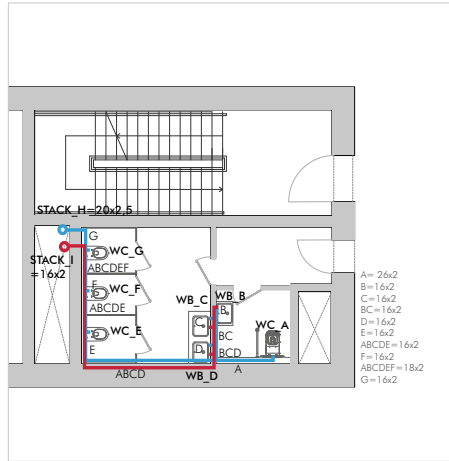 STACK_H=20x2,5
G
WC_G
STACK_I
=16x2
ABCDEF
F
WC_F
ABCDE
WB_C
WB_B
B
C
WC_E
BC
WC_A
E
D
BCD
ABCD
WB_D
A
A= 26x2
B=16x2
C=16x2
BC=16x2
D=16x2
E=16x2
ABCDE=16x2
F=16x2
ABCDEF=18x2
G=16x2